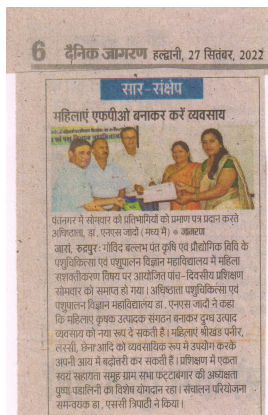 6 दैनिक जागरण हल्द्वानी, 27 सितंबर, 2022
सार-संक्षेप
महिलाएं एफपीओ बनाकर करें व्यवसाय
पंतनगर में सोमवार को प्रतिभागियों को प्रमाण पत्र प्रदान करते
अधिष्ठाता, डा. एनएस जादौं (मध्य में) ● जागरण
जासं, रुद्रपुरः गोविंद बल्लभ पंत कृषि एवं प्रौद्योगिक विवि के
पशुचिकित्सा एवं पशुपालन विज्ञान महाविद्यालय में महिला
सशक्तीकरण विषय पर आयोजित पांच-दिवसीय प्रशिक्षण
सोमवार को समाप्त हो गया। अधिष्ठाता पशुचिकित्सा एवं
पशुपालन विज्ञान महाविद्यालय डा. एनएस जादौं ने कहा
कि महिलाएं कृषक उत्पादक संगठन बनाकर दुग्ध उत्पाद
व्यवसाय को नया रूप दे सकती है। महिलाएं श्रीखंड पनीर,
लस्सी, छेना आदि को व्यवसायिक रूप में उपयोग करके
अपनी आय में बढ़ोत्तरी कर सकती है। प्रशिक्षण में एकता
स्वयं सहायता समूह ग्राम सभा फट्टाबगार की अध्यक्षता
पुष्पा पडालिनी का विशेष योगदान रहा। संचालन परियोजना
समन्वयक डा. एससी त्रिपाठी ने किया।